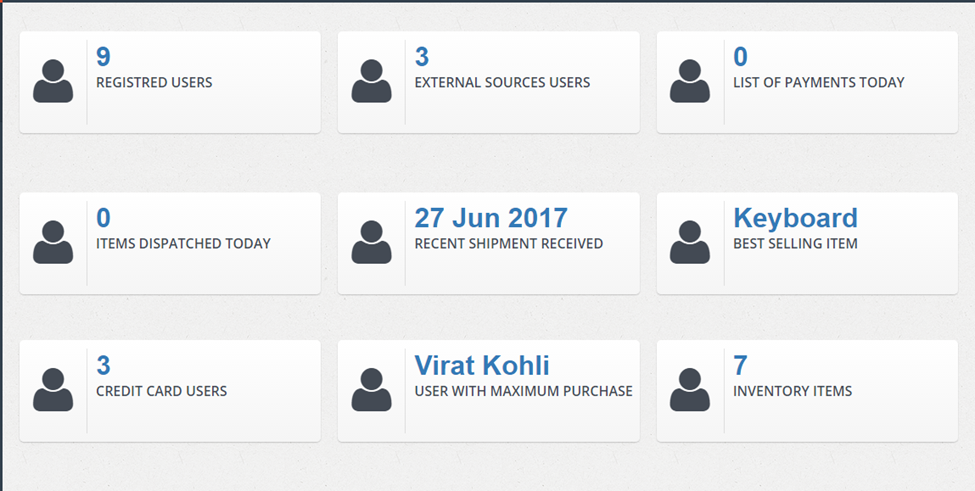 9
REGISTRED USERS
3
EXTERNAL SOURCES USERS
0
LIST OF PAYMENTS TODAY
0
ITEMS DISPATCHED TODAY
27 Jun 2017
RECENT SHIPMENT RECEIVED
Keyboard
BEST SELLING ITEM
3
CREDIT CARD USERS
Virat Kohli
USER WITH MAXIMUM PURCHASE
7
INVENTORY ITEMS